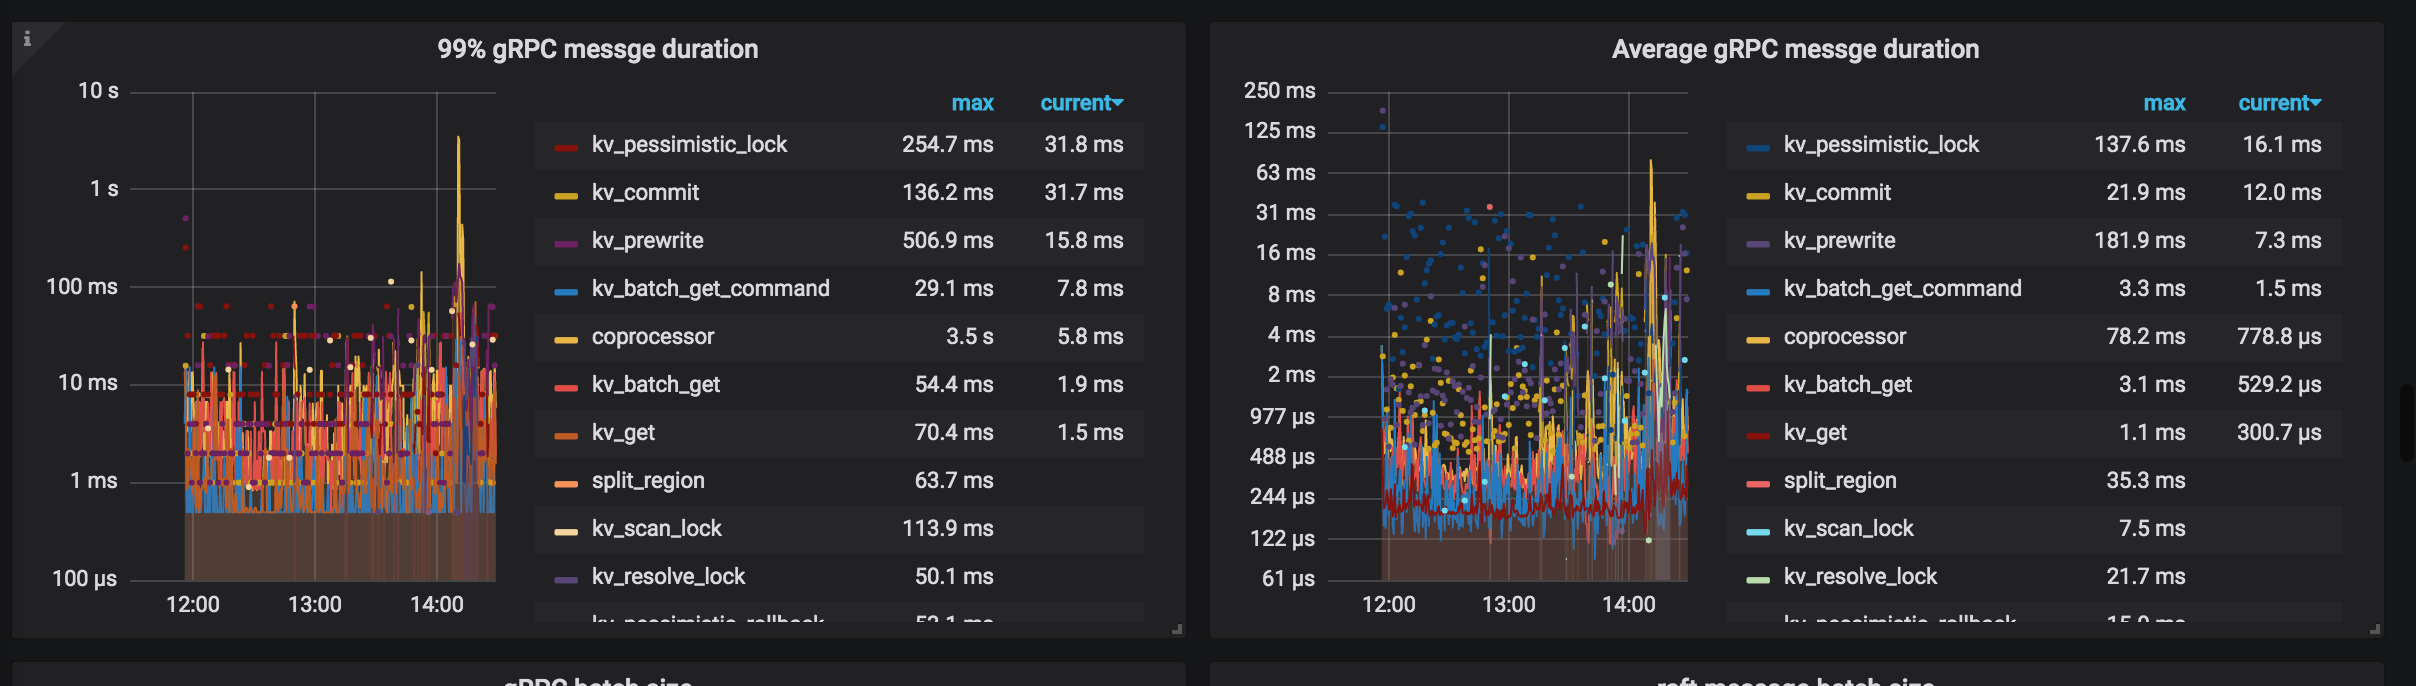 99% gRPC messge duration
10 s
1 s
100 ms
10 ms
1 ms
100 µs
12:00 13:00 14:00
max current
kv_pessimistic_lock 254.7 ms 31.8 ms
kv_commit 136.2 ms 31.7 ms
kv_prewrite 506.9 ms 15.8 ms
kv_batch_get_command 29.1 ms 7.8 ms
coprocessor 3.5 s 5.8 ms
kv_batch_get 54.4 ms 1.9 ms
kv_get 70.4 ms 1.5 ms
split_region 63.7 ms
kv_scan_lock 113.9 ms
kv_resolve_lock 50.1 ms
kv_pessimistic_rollback
Average gRPC messge duration
250 ms
125 ms
63 ms
31 ms
16 ms
8 ms
4 ms
2 ms
977 µs
488 µs
244 µs
122 µs
61 µs
12:00 13:00 14:00
max current
kv_pessimistic_lock 137.6 ms 16.1 ms
kv_commit 21.9 ms 12.0 ms
kv_prewrite 181.9 ms 7.3 ms
kv_batch_get_command 3.3 ms 1.5 ms
coprocessor 78.2 ms 778.8 µs
kv_batch_get 3.1 ms 529.2 µs
kv_get 1.1 ms 300.7 µs
split_region 35.3 ms
kv_scan_lock 7.5 ms
kv_resolve_lock 21.7 ms
kv_pessimistic_rollback
gRPC batch size
raft message batch size